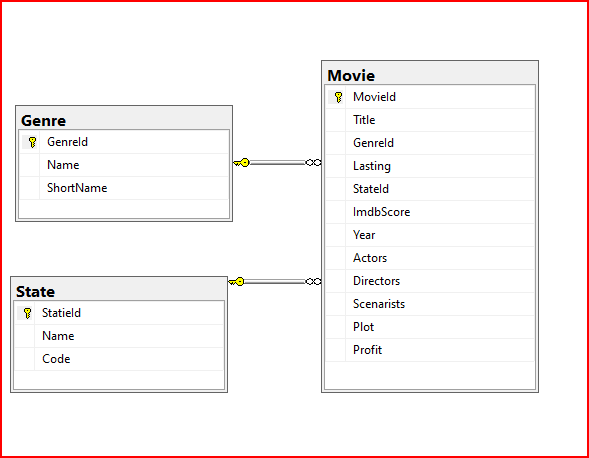 Genre
GenreId
Name
ShortName
State
StatieId
Name
Code
Movie
MovieId
Title
GenreId
Lasting
StateId
ImdbScore
Year
Actors
Directors
Scenarists
Plot
Profit